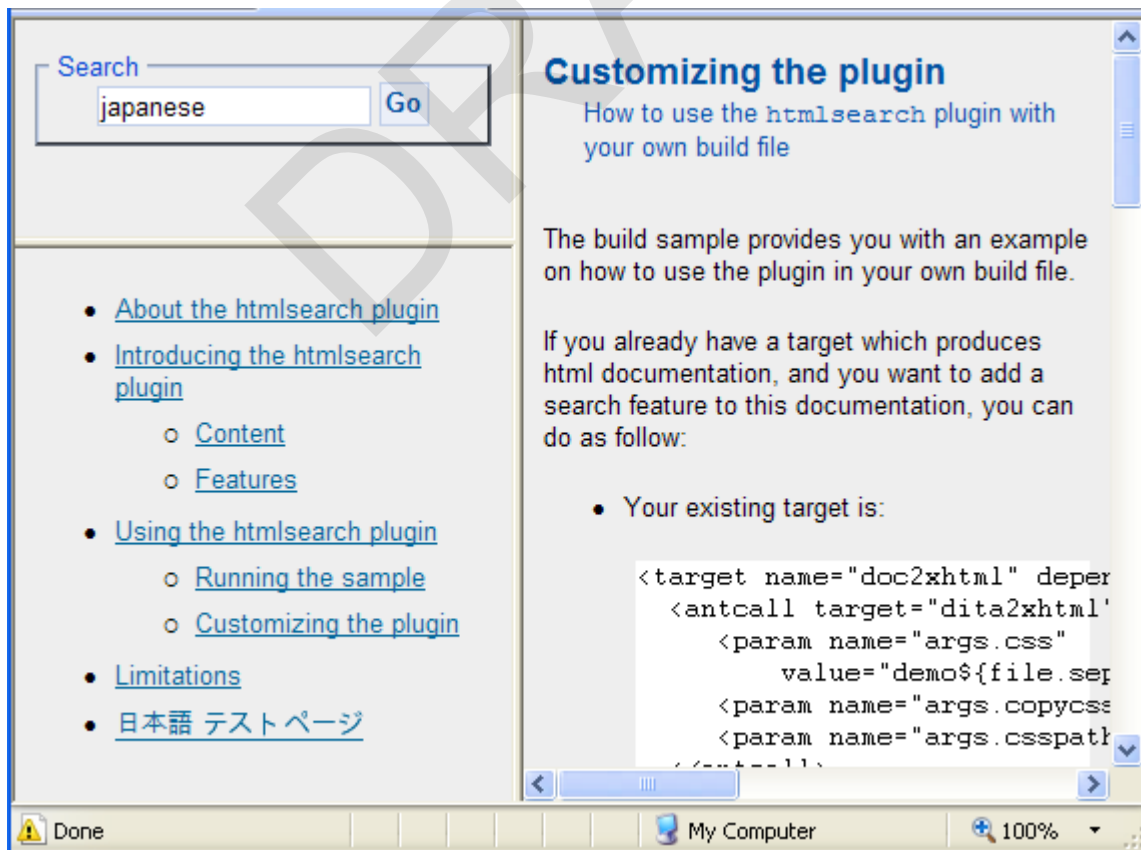 Search
japanese
Go
About the htmlsearch plugin
Introducing the htmlsearch
plugin
Content
Features
Using the htmlsearch plugin
Running the sample
Customizing the plugin
Limitations
日本語 テスト ページ
Customizing the plugin
How to use the htmlsearch plugin with
your own build file
The build sample provides you with an example
on how to use the plugin in your own build file.
If you already have a target which produces
html documentation, and you want to add a
search feature to this documentation, you can
do as follow:
Your existing target is:
<target name="doc2xhtml" deper
<antcall target="dita2xhtml"
<param name="args.css"
value="demo${file.sep
<param name="args.copycss
<param name="args.csspath
Done
My Computer
100%